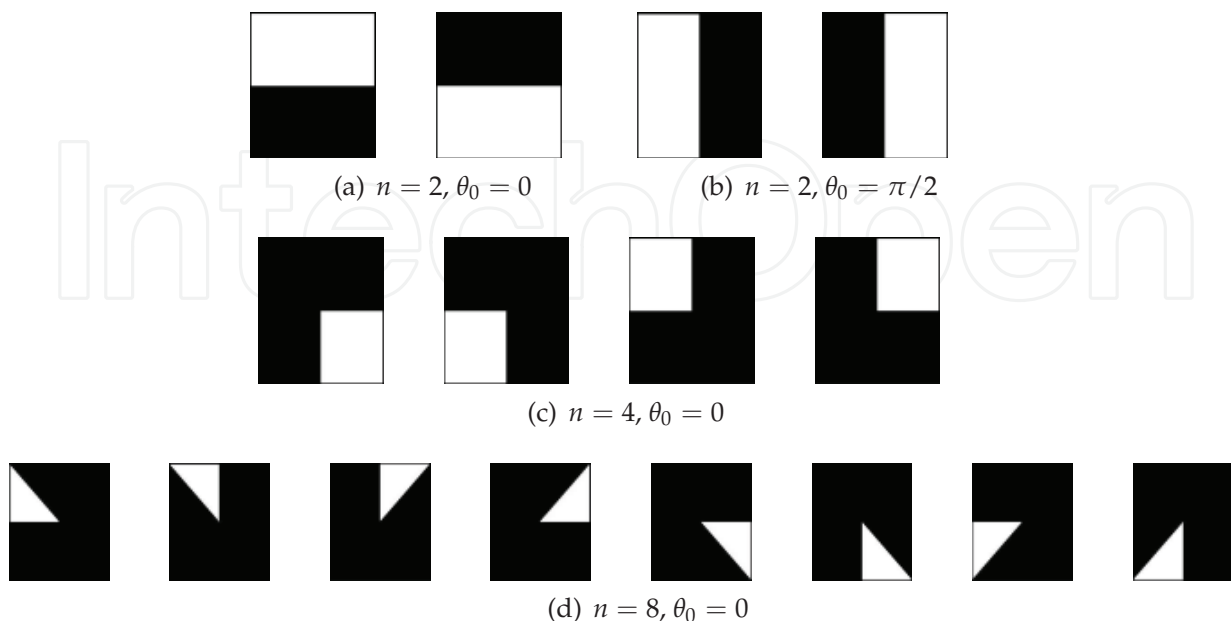 IntechOpen
(a) n = 2, θ₀ = 0
(b) n = 2, θ₀ = π/2
(c) n = 4, θ₀ = 0
(d) n = 8, θ₀ = 0